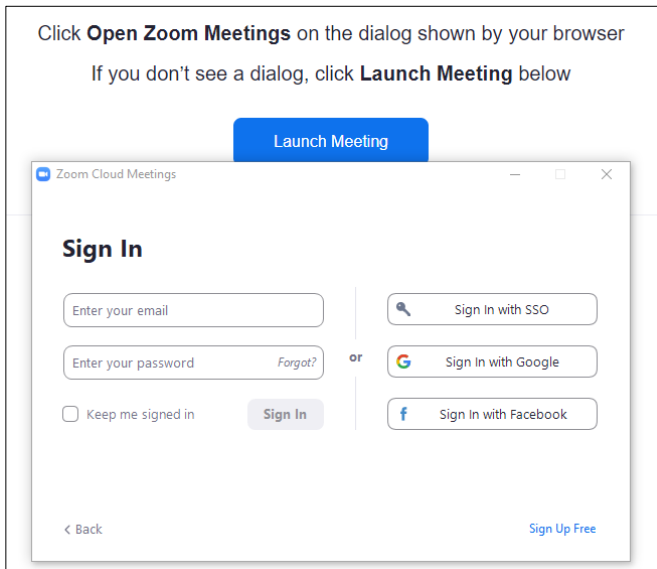 Click Open Zoom Meetings on the dialog shown by your browser
If you don't see a dialog, click Launch Meeting below
Launch Meeting
Zoom Cloud Meetings
Sign In
Enter your email
Enter your password Forgot?
Keep me signed in Sign In
or
Sign In with SSO
Sign In with Google
Sign In with Facebook
< Back
Sign Up Free